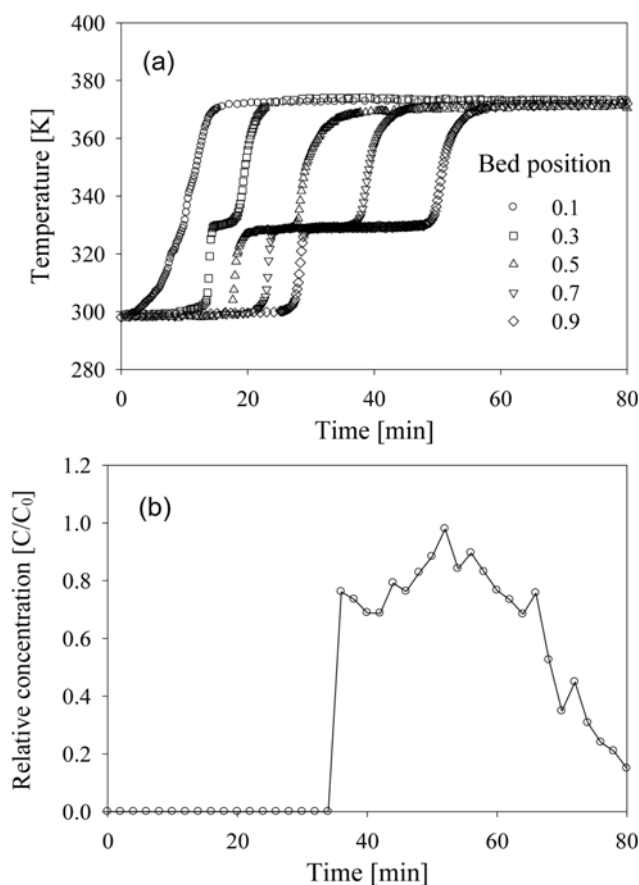 400
(a)
380
360
Temperature [K]
Bed position
340
0.1
0.3
320
0.5
0.7
300
0.9
280
0 20 40 60 80
Time [min]
1.2
(b)
1.0
Relative concentration [C/C₀]
0.8
0.6
0.4
0.2
0.0
0 20 40 60 80
Time [min]